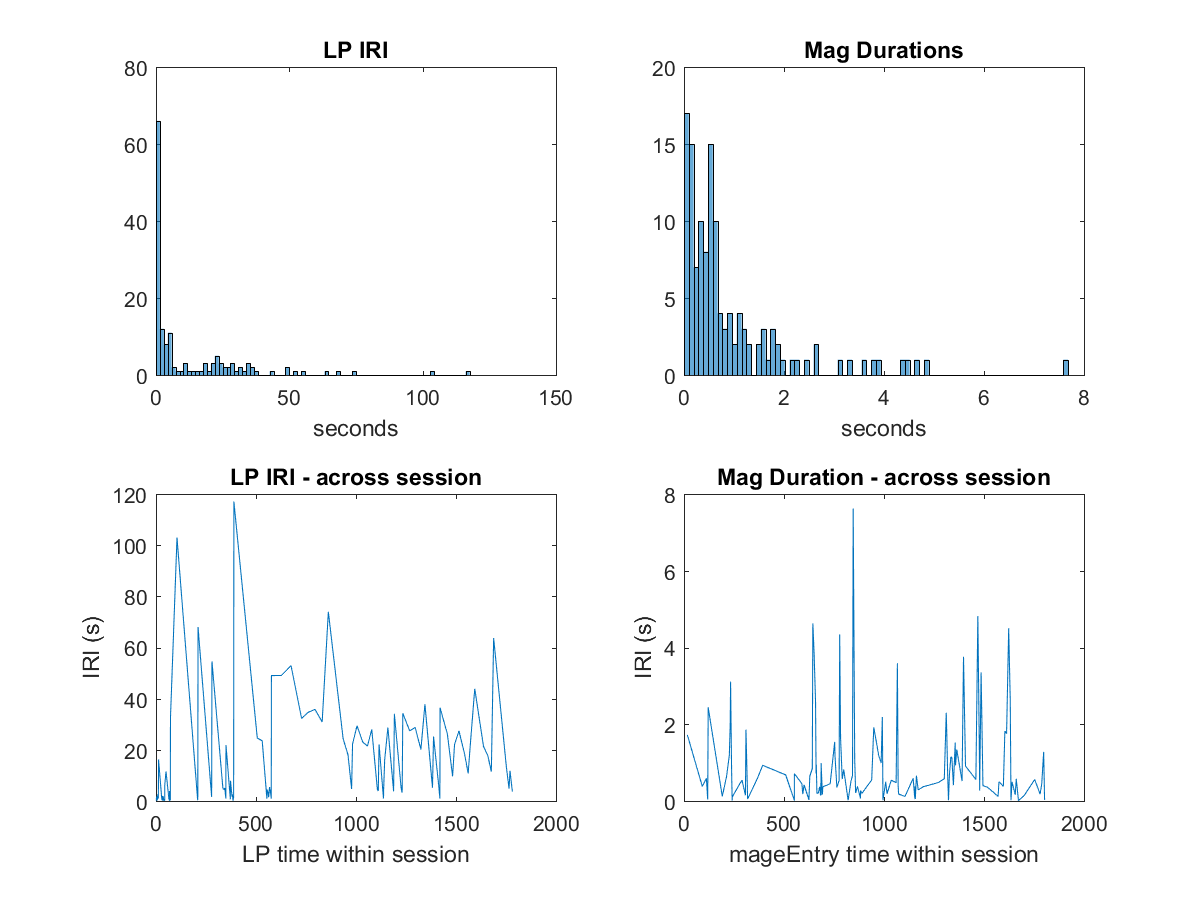 LP IRI
80
60
40
20
0
0 50 100 150
seconds
Mag Durations
20
15
10
5
0
0 2 4 6 8
seconds
LP IRI - across session
IRI (s)
120
100
80
60
40
20
0
0 500 1000 1500 2000
LP time within session
Mag Duration - across session
IRI (s)
8
6
4
2
0
0 500 1000 1500 2000
mageEntry time within session